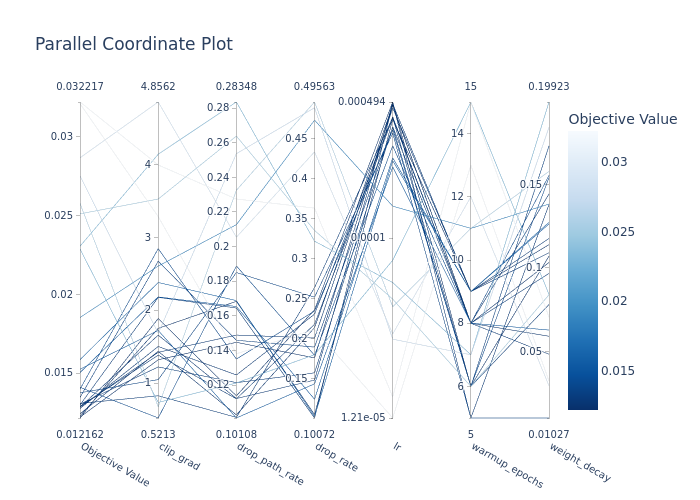 Parallel Coordinate Plot
0.032217 4.8562 0.28348 0.49563 0.000494 15 0.19923
Objective Value
0.03 0.025 0.02 0.015
4 3 2 1
0.28 0.26 0.24 0.22 0.2 0.18 0.16 0.14 0.12
0.45 0.4 0.35 0.3 0.25 0.2 0.15
0.0001
14 12 10 8 6
0.15 0.1 0.05
0.03 0.025 0.02 0.015
0.012162 0.5213 0.10108 0.10072 1.21e-05 5 0.01027
Objective Value clip_grad drop_path_rate drop_rate lr warmup_epochs weight_decay